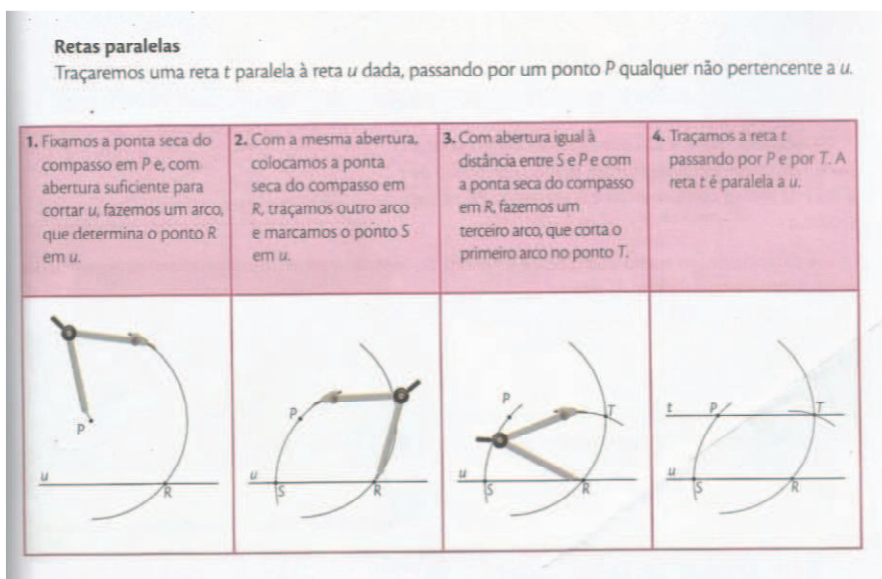 Retas paralelas
Traçaremos uma reta t paralela à reta u dada, passando por um ponto P qualquer não pertencente a u.
1. Fixamos a ponta seca do
compasso em P e, com
abertura suficiente para
cortar u, fazemos um arco,
que determina o ponto R
em u.
2. Com a mesma abertura,
colocamos a ponta
seca do compasso em
R, traçamos outro arco
e marcamos o ponto S
em u.
3. Com abertura igual à
distância entre S e P e com
a ponta seca do compasso
em R, fazemos um
terceiro arco, que corta o
primeiro arco no ponto T.
4. Traçamos a reta t
passando por P e por T. A
reta t é paralela a u.
P
u
R
P
u
S
R
P
T
u
S
R
t
P
T
u
S
R